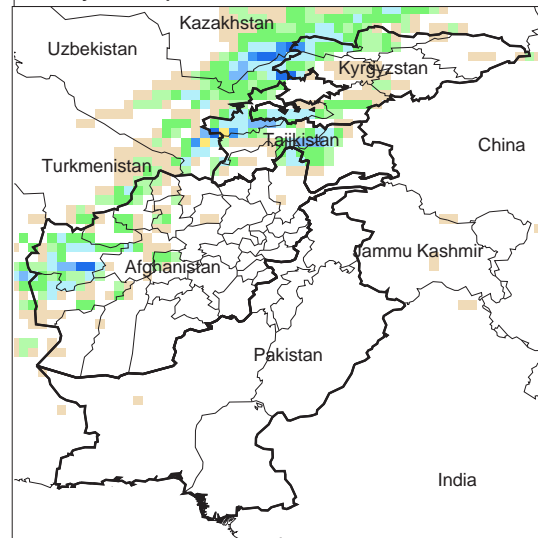 Kazakhstan
Uzbekistan
Kyrgyzstan
Tajikistan
China
Turkmenistan
Jammu Kashmir
Afghanistan
Pakistan
India